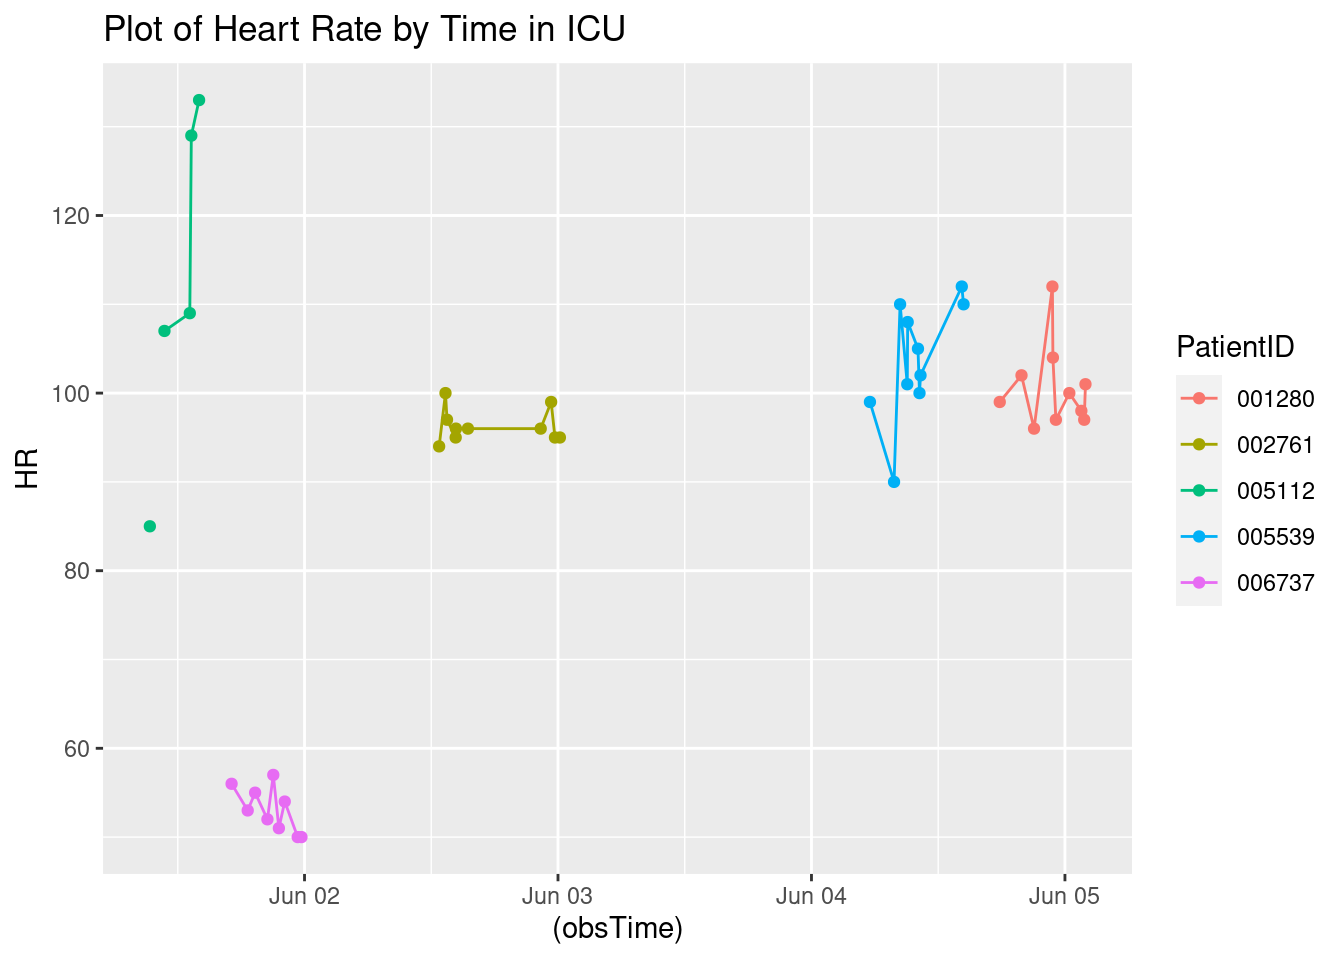 Plot of Heart Rate by Time in ICU
120
100
80
60
HR
Jun 02
Jun 03
Jun 04
Jun 05
(obsTime)
PatientID
001280
002761
005112
005539
006737